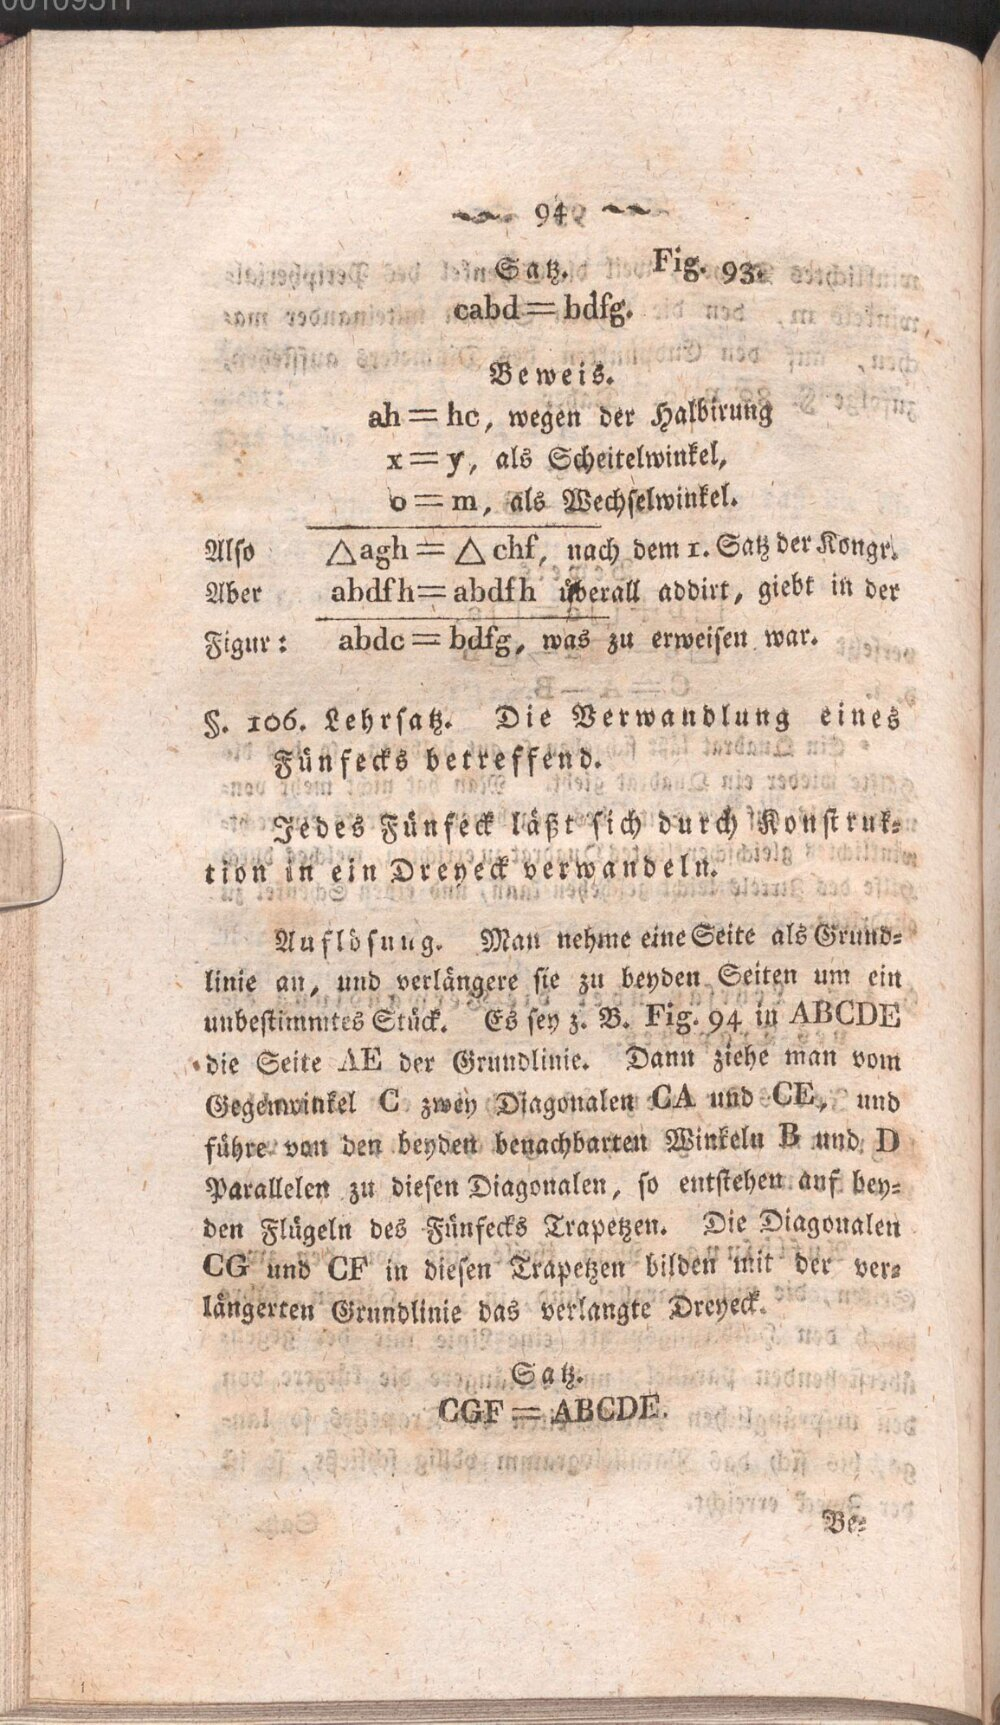 94
Satz. Fig. 93.
cabd = bdfg.
Beweis.
ah = hc, wegen der Halbirung
x = y, als Scheitelwinkel,
o = m, als Wechselwinkel.
Also △agh = △chf, nach dem 1. Satz der Kongr.
Aber abdfh = abdfh überall addirt, giebt in der
Figur: abdc = bdfg, was zu erweisen war.
§. 106. Lehrsatz. Die Verwandlung eines
Fünfecks betreffend.
Jedes Fünfeck läßt sich durch Konstruk-
tion in ein Dreyeck verwandeln.
Auflösung. Man nehme eine Seite als Grund-
linie an, und verlängere sie zu beyden Seiten um ein
unbestimmtes Stück. Es sey z. B. Fig. 94 in ABCDE
die Seite AE der Grundlinie. Dann ziehe man vom
Gegenwinkel C zwey Diagonalen CA und CE, und
führe von den beyden benachbarten Winkeln B und D
Parallelen zu diesen Diagonalen, so entstehen auf bey-
den Flügeln des Fünfecks Trapetzen. Die Diagonalen
CG und CF in diesen Trapetzen bilden mit der ver-
längerten Grundlinie das verlangte Dreyeck.
Satz.
CGF = ABCDE.
Be-